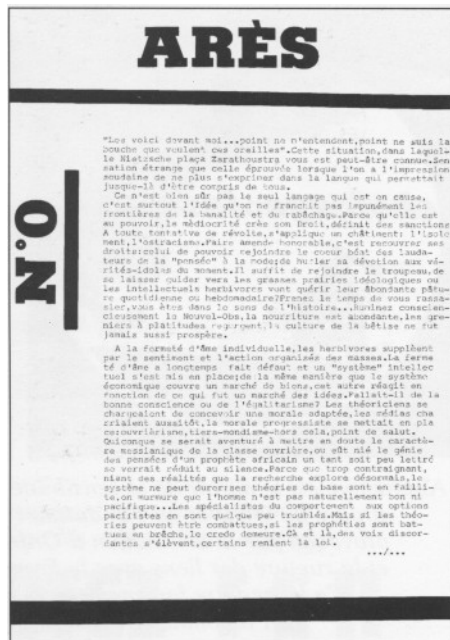 ARÈS
N°0
"Les voici devant moi...point ne m'entendent,point ne suis la
bouche que veulent ces oreilles".Cette situation,dans laquel-
le Nietzsche plaça Zarathoustra vous est peut-être connue.Sen
sation étrange que celle éprouvée lorsque l'on a l'impression
soudaine de ne plus s'exprimer dans la langue qui permettait
jusque-là d'être compris de tous.
Ce n'est bien sûr pas le seul langage qui est en cause,
c'est surtout l'idée qu'on ne franchit pas impunément les
frontières de la banalité et du rabâchage.Parce qu'elle est
au pouvoir,la médiocrité crée son Droit,définit des sanctions
A toute tentative de révolte,s'applique un châtiment: l'isole
ment,l'ostracisme.Faire amende honorable,c'est recouvrer ses
droits:celui de pouvoir rejoindre le coeur béat des lauda-
teurs de la "pensée" à la mode;de hurler sa dévotion aux vé-
rités-idoles du moment.Il suffit de rejoindre le troupeau,de
se laisser guider vers les grasses prairies idéologiques ou
les intellectuels herbivores vont quérir leur abondante pâtu-
re quotidienne ou hebdomadaire?Prenez le temps de vous rassa-
sier,vous êtes dans le sens de l'histoire...Ruminez conscien-
cieusement le Nouvel-Obs,la nourriture est abondante,les gre-
niers à platitudes regorgent,la culture de la bêtise ne fut
jamais aussi prospère.
A la fermeté d'âme individuelle,les herbivores suppléent
par le sentiment et l'action organisés des masses.La ferme
té d'âme a longtemps fait défaut et un "système" intellec
tuel s'est mis en place;de la même manière que le système
économique couvre un marché de biens,cet autre réagit en
fonction de ce qui fut un marché des idées.Fallait-il de la
bonne conscience ou de l'égalitarisme? Les théoriciens se
chargeaient de concevoir une morale adaptée,les médias cha
rriaient aussitôt,la morale progressiste se mettait en pla
ce:ouvriérisme,tiers-mondisme-hors cela,point de salut.
Quiconque se serait aventuré à mettre en doute le caractè-
re messianique de la classe ouvrière,ou eût nié le génie
des pensées d'un prophète africain un tant soit peu lettré
se verrait réduit au silence.Parce que trop contraignant,
niant des réalités que la recherche explore désormais,le
système ne peut durer:ses théories de base sont en failli-
te,on murmure que l'homme n'est pas naturellement bon ni
pacifique...Les spécialistes du comportement aux options
pacifistes en sont quelque peu troublés.Mais si les théo-
ries peuvent être combattues,si les prophéties sont bat-
tues en brêche,le credo demeure.Çà et là,des voix discor-
dantes s'élèvent,certains renient la loi.
.../...